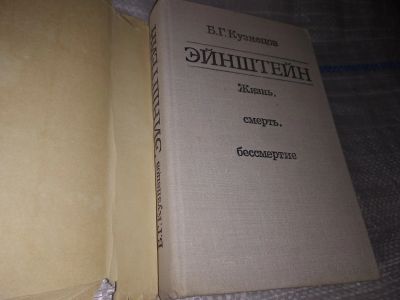 Б.Г. Кузнецов
ЭЙНШТЕЙН
Жизнь,
смерть,
бессмертие
Б.Г. Кузнецов. ЭЙНШТЕЙН